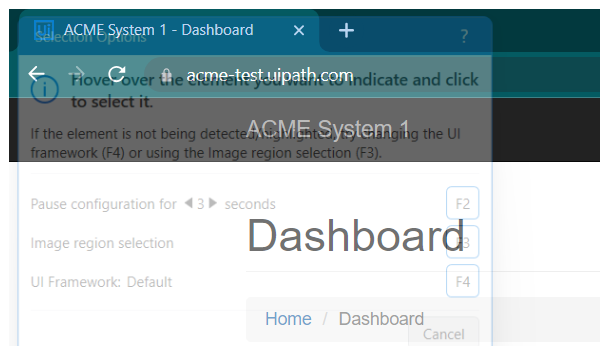 Ui ACME System 1 - Dashboard × +
Selection Options ?
acme-test.uipath.com
Hover over the element you want to indicate and click
to select it.
ACME System 1
If the element is not being detected/highlighted, try changing the UI
framework (F4) or using the Image region selection (F3).
Pause configuration for 3 seconds F2
Dashboard
Image region selection F3
UI Framework: Default F4
Home / Dashboard
Cancel